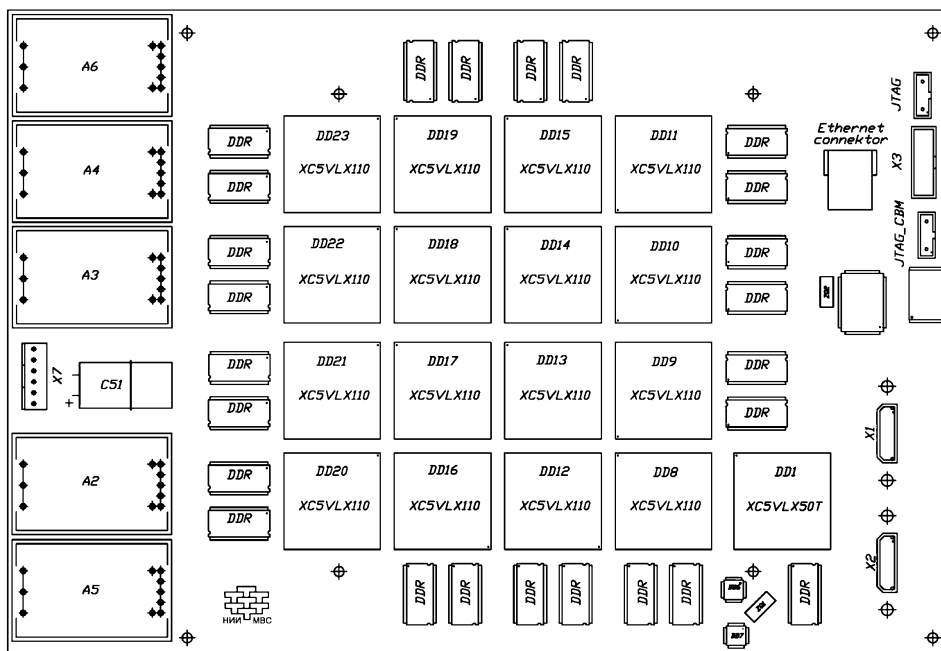 A6
DDR DDR DDR DDR
JTAG
DDR DD23 DD19 DD15 DD11 DDR
Ethernet
connektor
X3
A4
XC5VLX110 XC5VLX110 XC5VLX110 XC5VLX110
DDR DDR
JTAG_CBM
DDR DD22 DD18 DD14 DD10 DDR
A3
XC5VLX110 XC5VLX110 XC5VLX110 XC5VLX110
DDR DDR
DDR DD21 DD17 DD13 DD9 DDR
X7
C51
+
XC5VLX110 XC5VLX110 XC5VLX110 XC5VLX110
DDR DDR
X1
A2
DDR DD20 DD16 DD12 DD8 DD1
XC5VLX110 XC5VLX110 XC5VLX110 XC5VLX110 XC5VLX50T
DDR
X2
A5
DDR DDR DDR DDR DDR DDR DDR
DD7
НИИ МВС